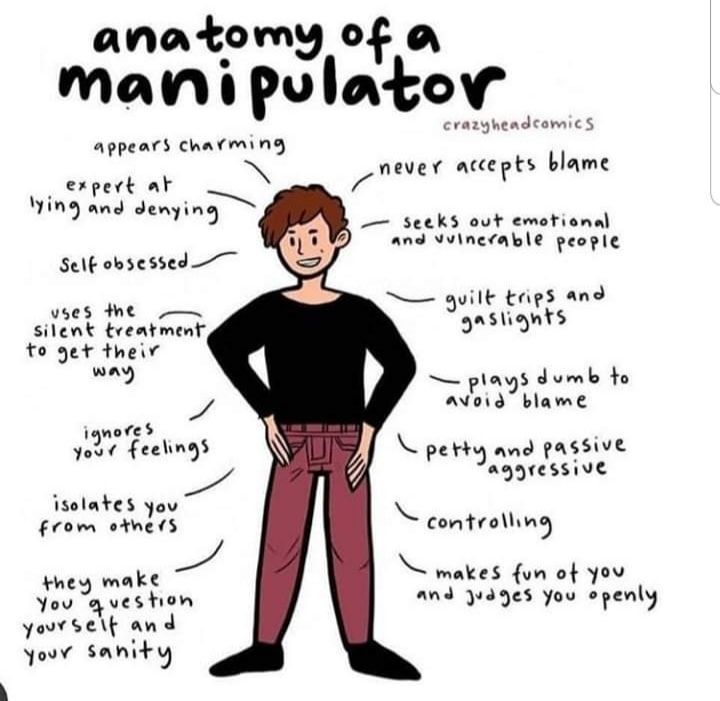 anatomy of a
manipulator
crazyheadcomics
appears charming
expert at
lying and denying
self obsessed
uses the
silent treatment
to get their
way
ignores
your feelings
isolates you
from others
they make
you question
yourself and
your sanity
never accepts blame
seeks out emotional
and vulnerable people
guilt trips and
gaslights
plays dumb to
avoid blame
petty and passive
aggressive
controlling
makes fun of you
and judges you openly